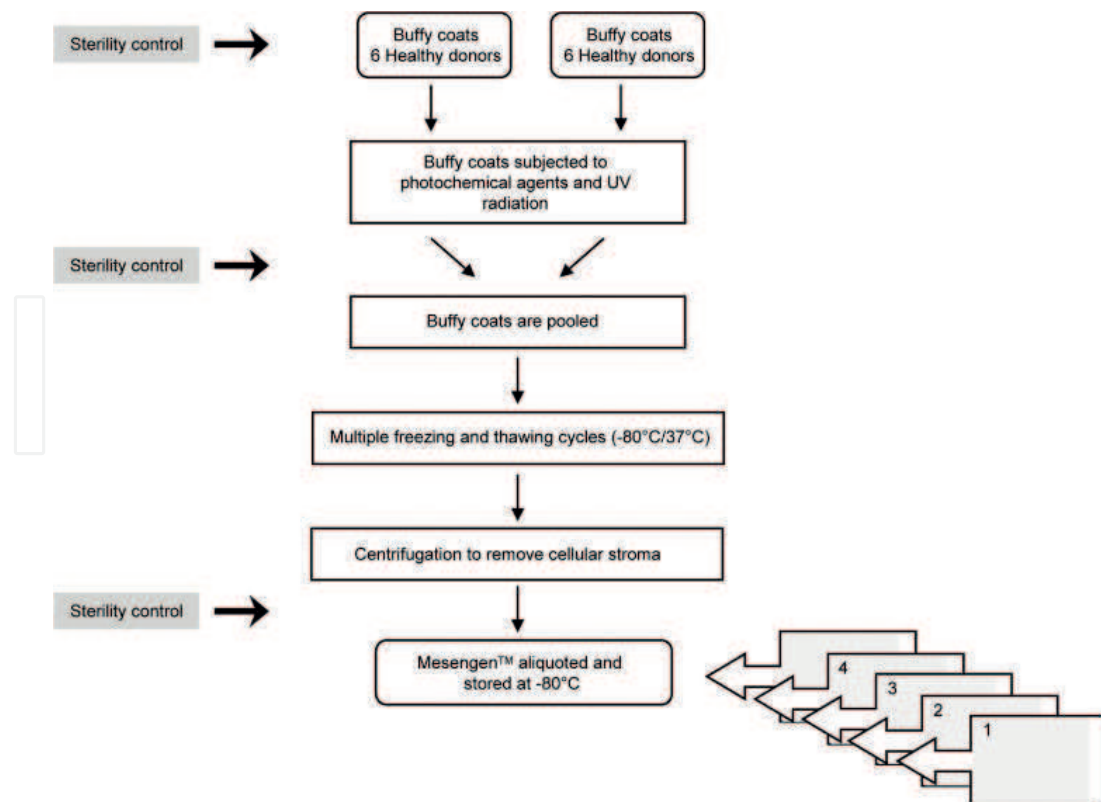 Sterility control
Buffy coats
6 Healthy donors
Buffy coats
6 Healthy donors
Buffy coats subjected to
photochemical agents and UV
radiation
Sterility control
Buffy coats are pooled
Multiple freezing and thawing cycles (-80°C/37°C)
Centrifugation to remove cellular stroma
Sterility control
Mesengen™ aliquoted and
stored at -80°C
4
3
2
1